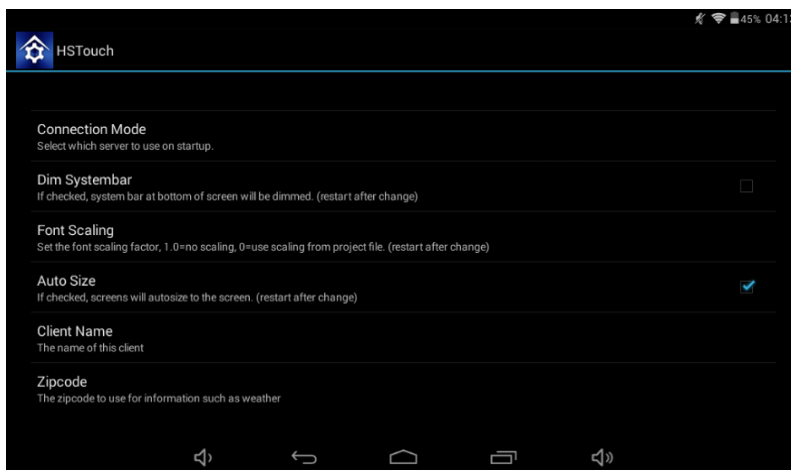 45% 04:13
HSTouch
Connection Mode
Select which server to use on startup.
Dim Systembar
If checked, system bar at bottom of screen will be dimmed. (restart after change)
Font Scaling
Set the font scaling factor, 1.0=no scaling, 0=use scaling from project file. (restart after change)
Auto Size
If checked, screens will autosize to the screen. (restart after change)
Client Name
The name of this client
Zipcode
The zipcode to use for information such as weather